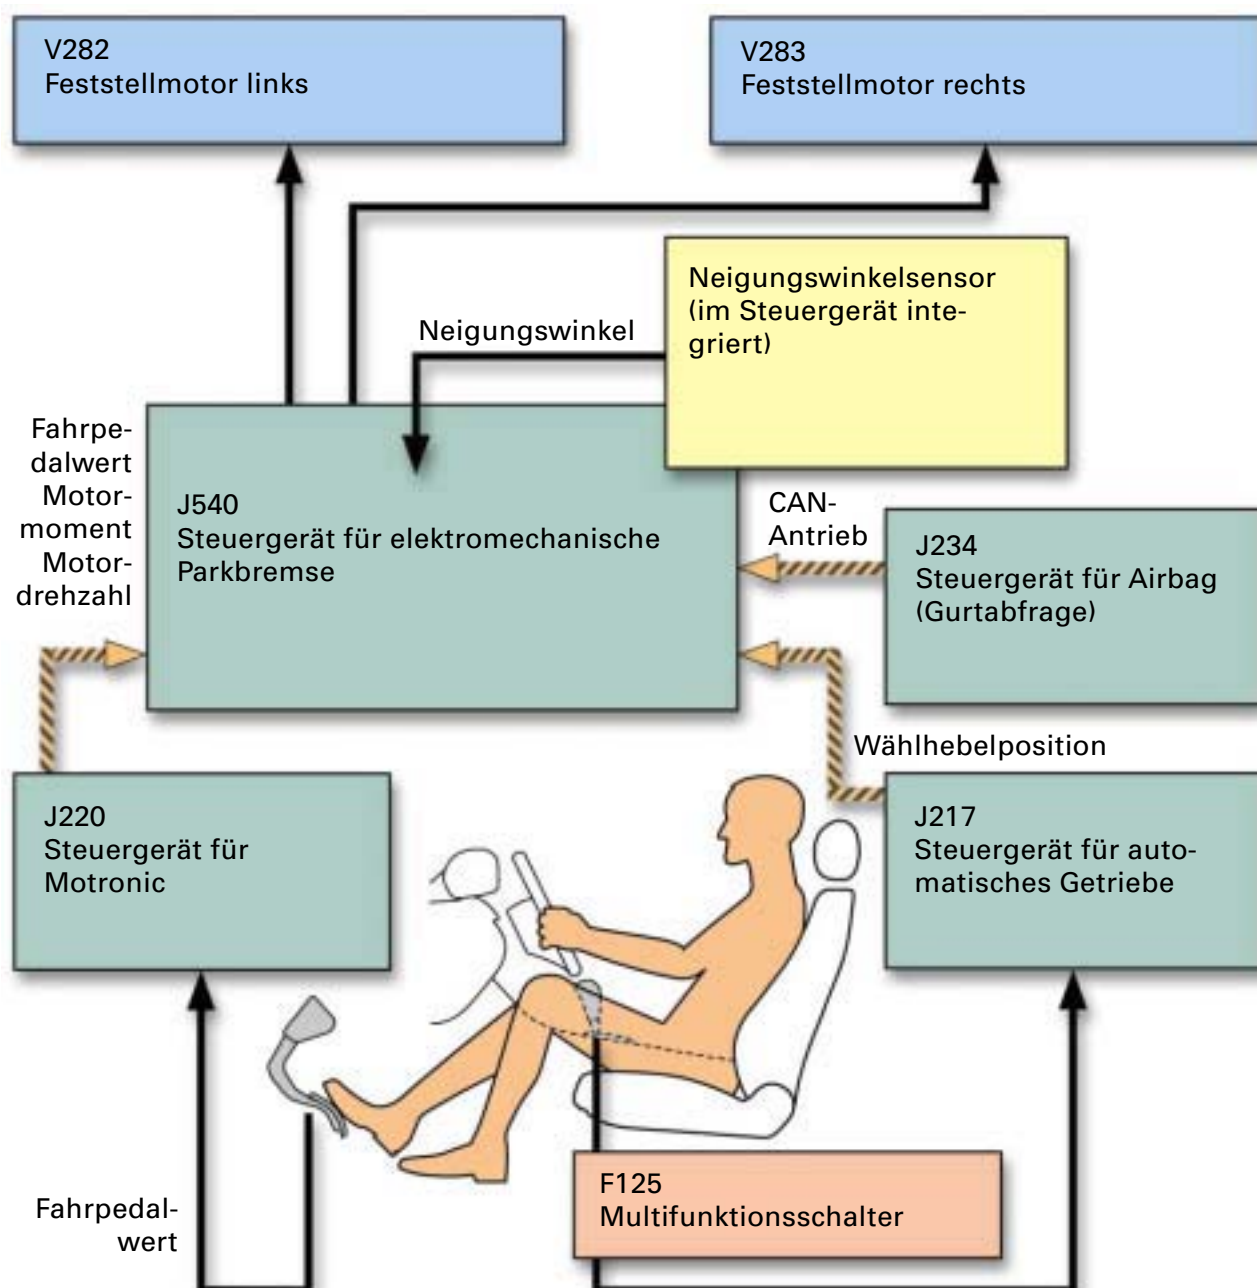 V282
Feststellmotor links
V283
Feststellmotor rechts
Neigungswinkelsensor
(im Steuergerät inte-
griert)
Neigungswinkel
Fahrpe-
dalwert
Motor-
moment
Motor-
drehzahl
J540
Steuergerät für elektromechanische
Parkbremse
CAN-
Antrieb
J234
Steuergerät für Airbag
(Gurtabfrage)
Wählhebelposition
J220
Steuergerät für
Motronic
J217
Steuergerät für auto-
matisches Getriebe
F125
Multifunktionsschalter
Fahrpedal-
wert